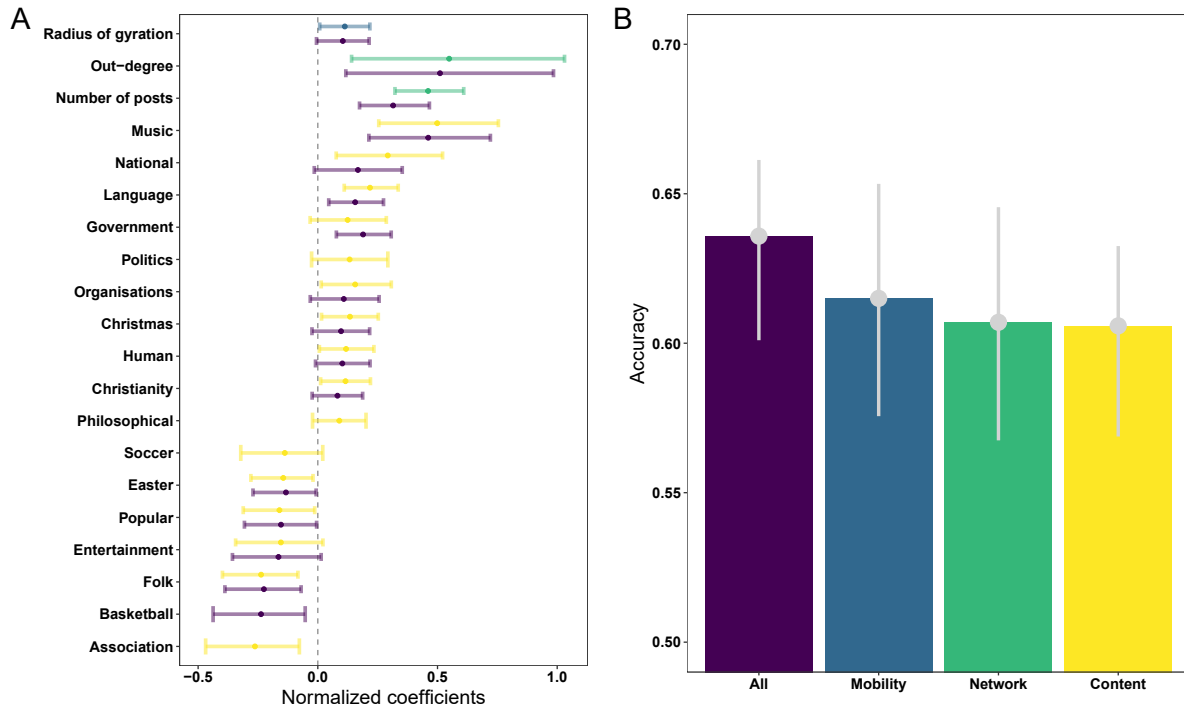 A
Radius of gyration
Out−degree
Number of posts
Music
National
Language
Government
Politics
Organisations
Christmas
Human
Christianity
Philosophical
Soccer
Easter
Popular
Entertainment
Folk
Basketball
Association
−0.5 0.0 0.5 1.0
Normalized coefficients
B
Accuracy
0.70
0.65
0.60
0.55
0.50
All Mobility Network Content